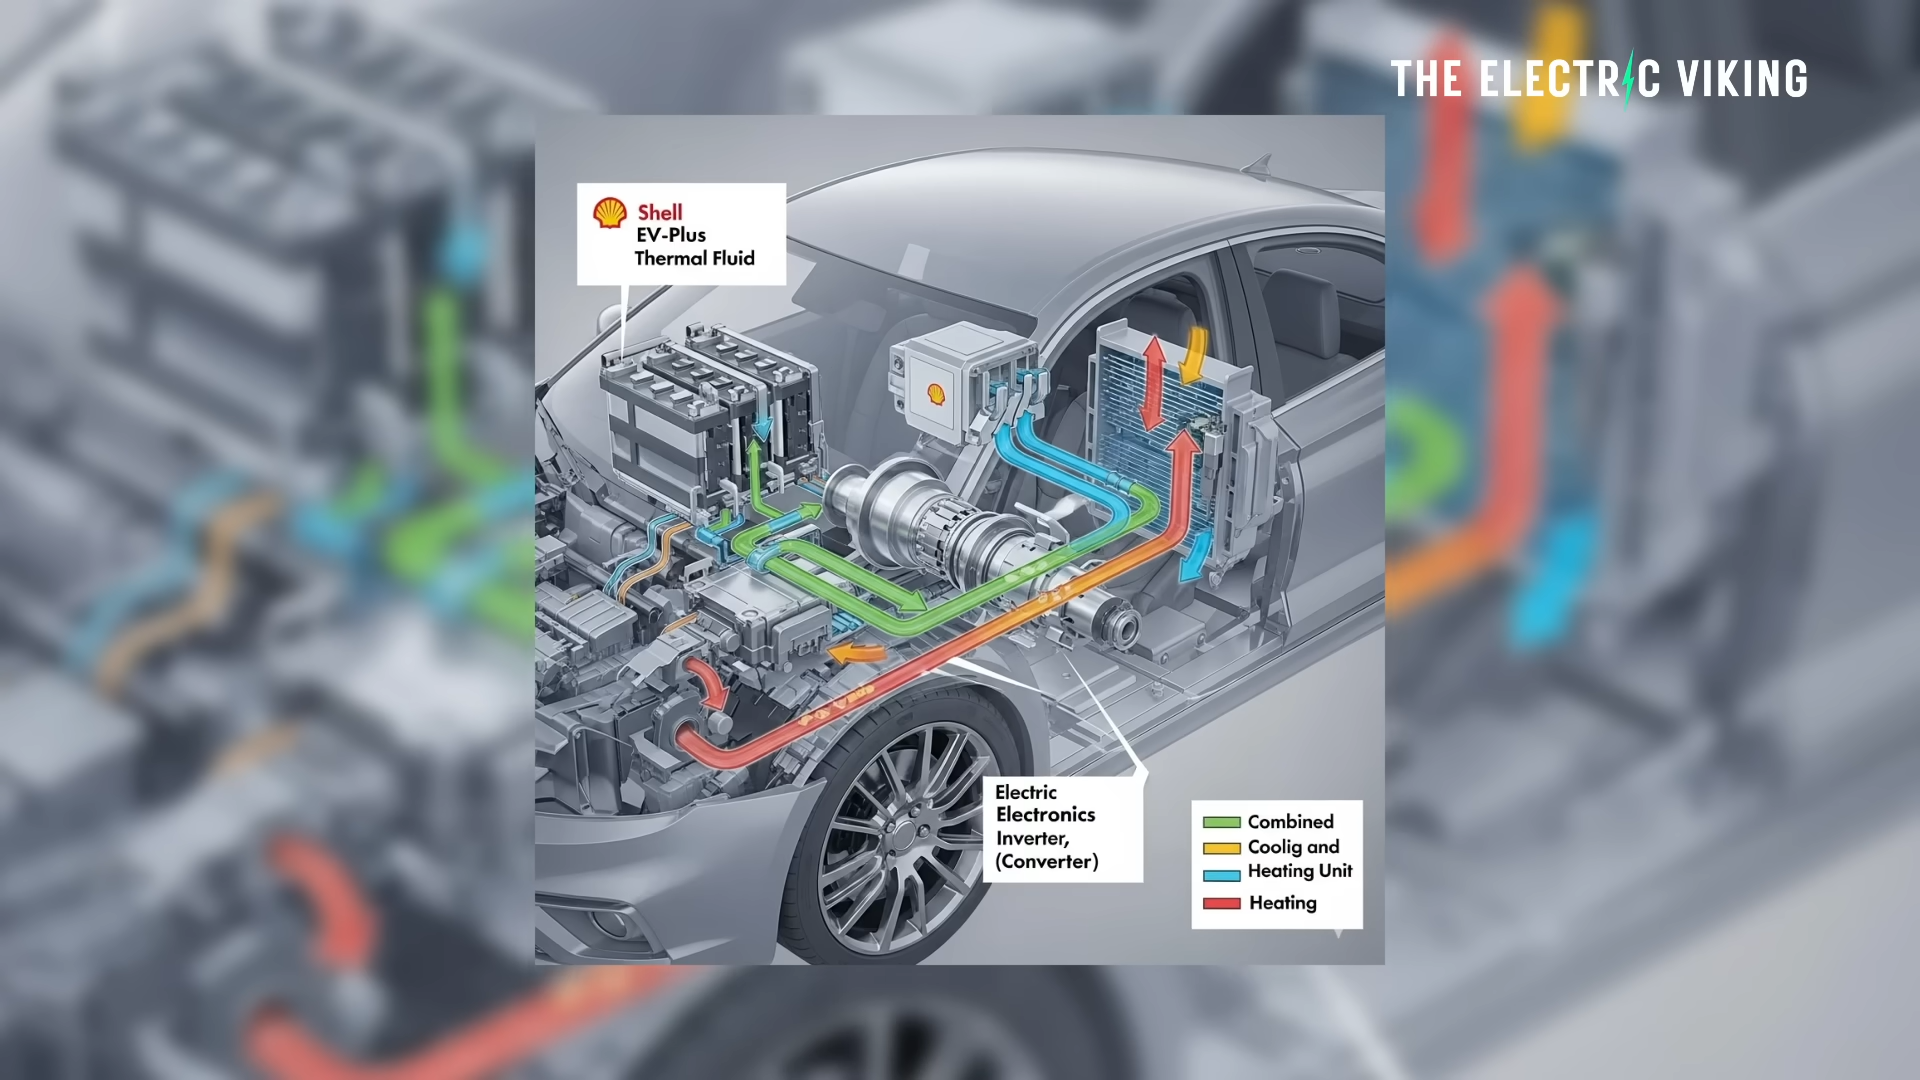 THE ELECTRIC VIKING
Shell
EV-Plus
Thermal Fluid
Electric
Electronics
Inverter,
(Converter)
Combined
Coolig and
Heating Unit
Heating